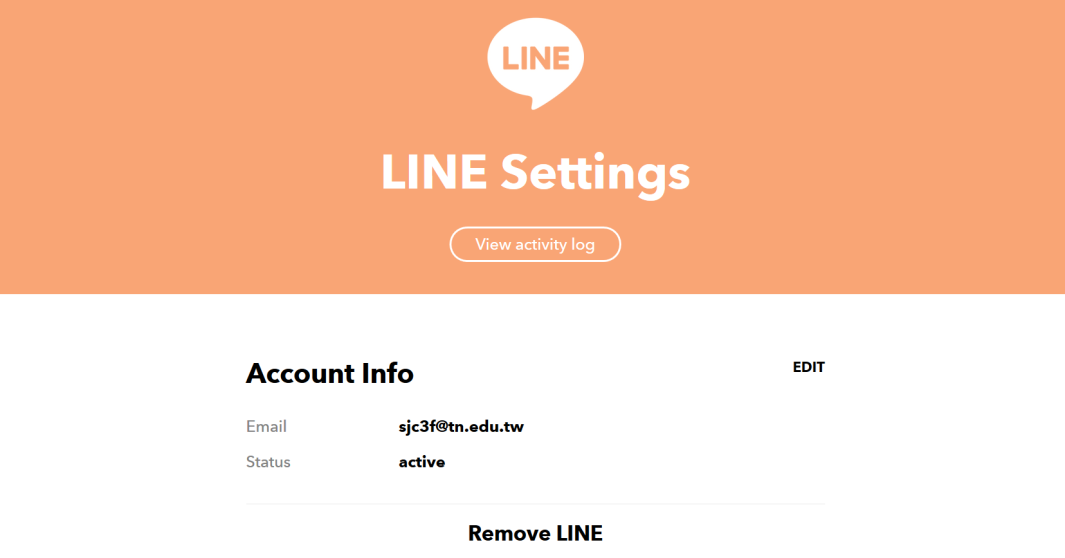 LINE
LINE Settings
View activity log
Account Info
EDIT
Email sjc3f@tn.edu.tw
Status active
Remove LINE